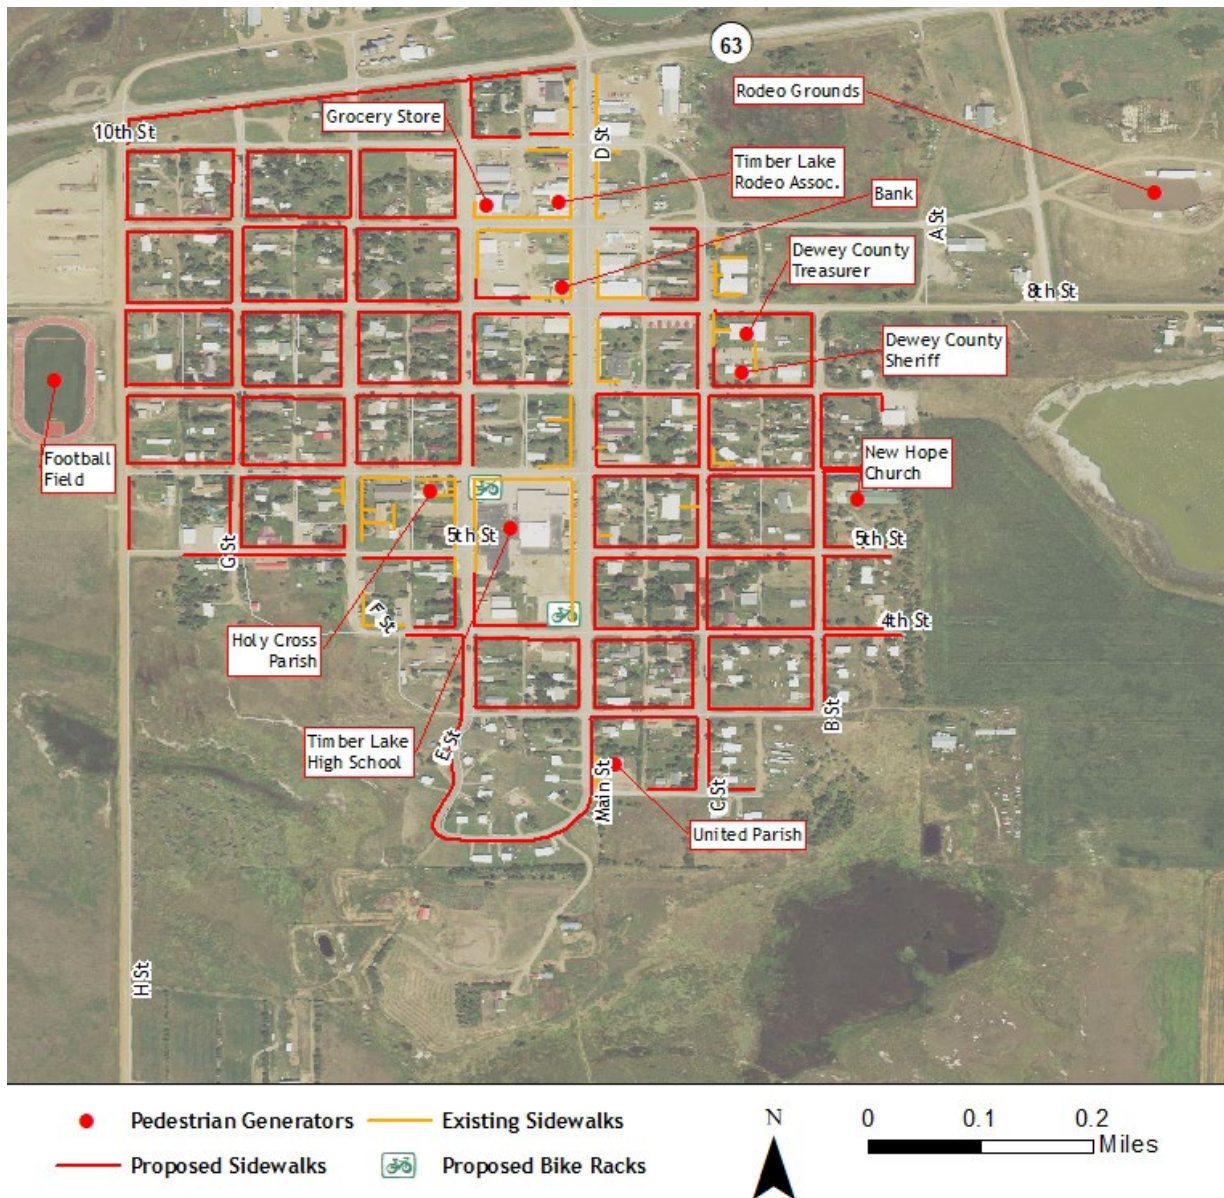 63
Rodeo Grounds
Grocery Store
10th St
D St
Timber Lake
Rodeo Assoc.
Bank
A St
Dewey County
Treasurer
8th St
Dewey County
Sheriff
Football
Field
New Hope
Church
5th St
5th St
G St
F St
4th St
Holy Cross
Parish
B St
E St
Timber Lake
High School
Main St
C St
United Parish
H St
Pedestrian Generators
Existing Sidewalks
Proposed Sidewalks
Proposed Bike Racks
N
0 0.1 0.2
Miles